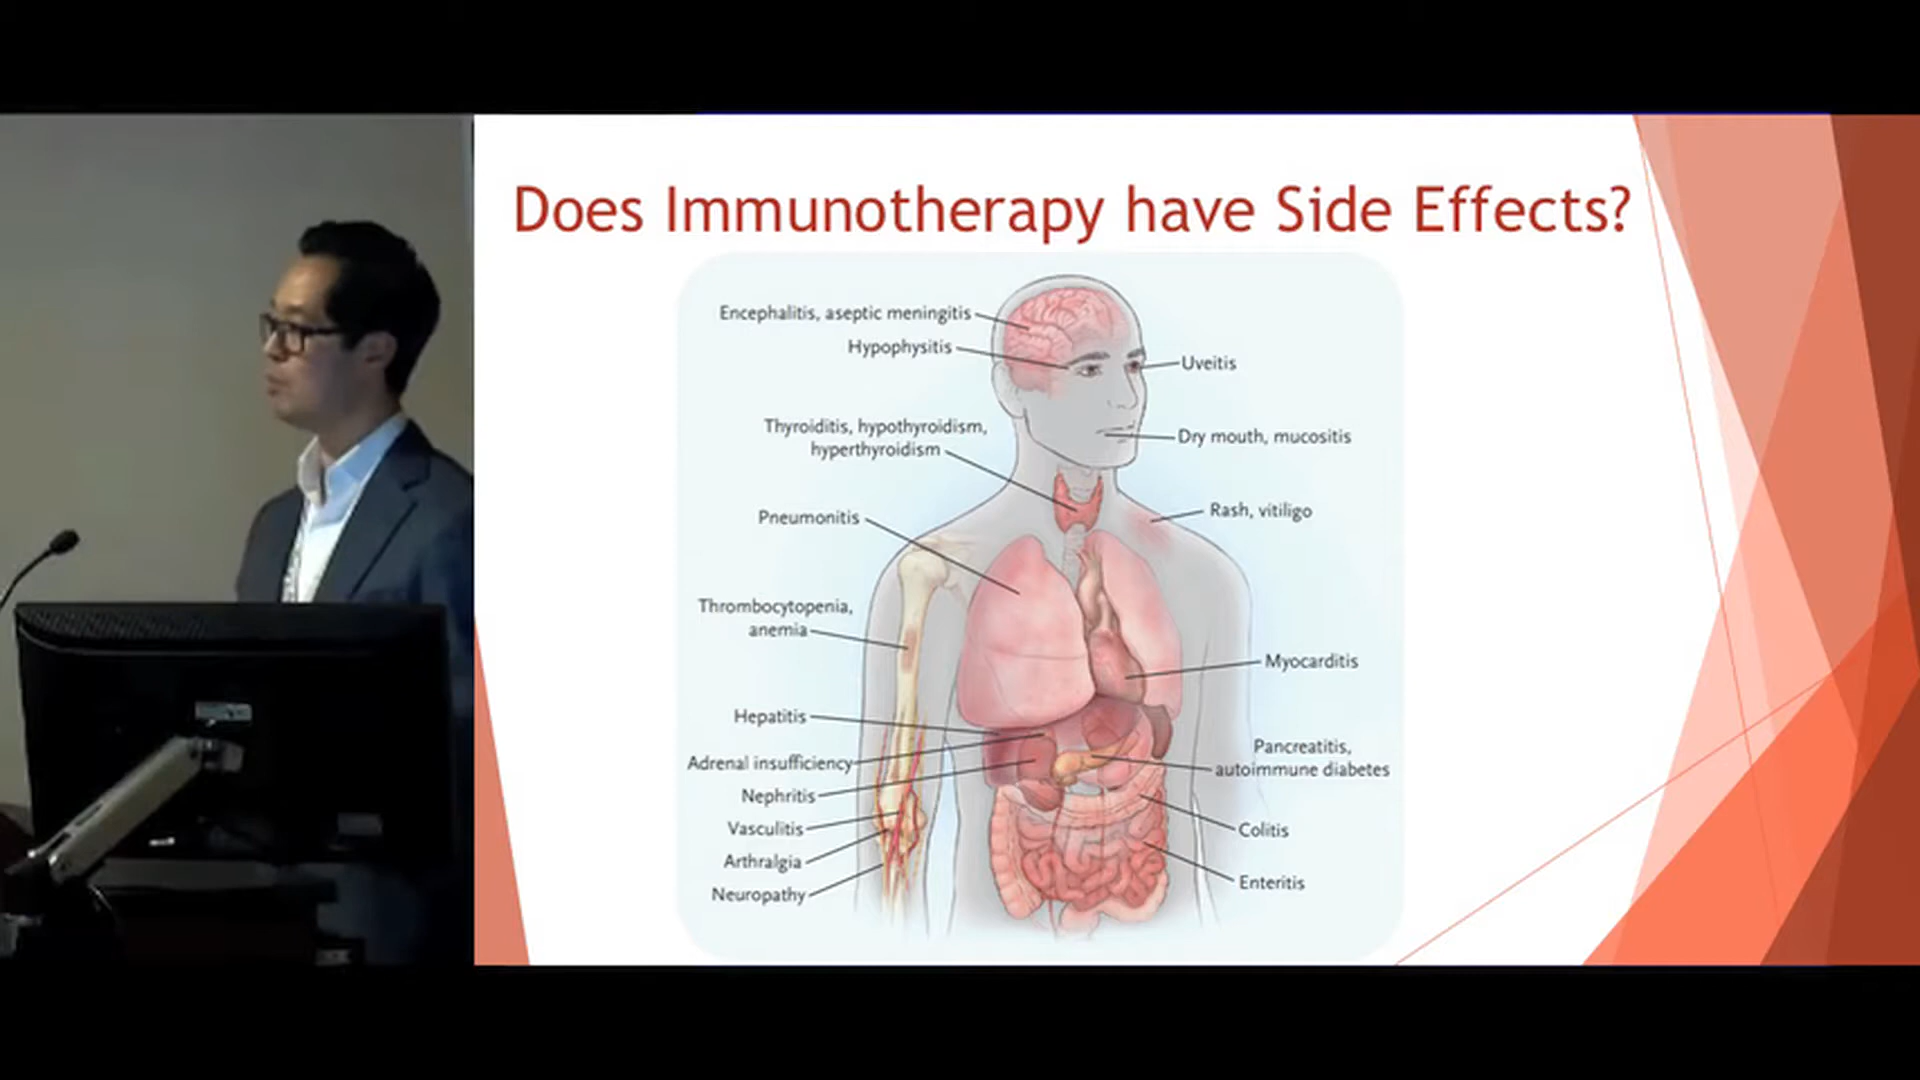 Does Immunotherapy have Side Effects?
Encephalitis, aseptic meningitis
Hypophysitis
Uveitis
Thyroiditis, hypothyroidism,
hyperthyroidism
Dry mouth, mucositis
Pneumonitis
Rash, vitiligo
Thrombocytopenia,
anemia
Myocarditis
Hepatitis
Adrenal insufficiency
Nephritis
Vasculitis
Arthralgia
Neuropathy
Pancreatitis,
autoimmune diabetes
Colitis
Enteritis